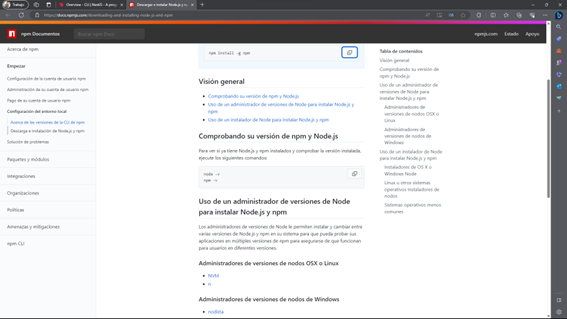 Trabajo
Overview - CLI | NestJS - A progr
Descargar e instalar Node.js y npm
https://docs.npmjs.com/downloading-and-installing-node-js-and-npm
npm Documentos
Buscar npm Docs
npmjs.com
Estado
Apoyo
Acerca de npm
Empezar
Configuración de la cuenta de usuario npm
Administración de su cuenta de usuario npm
Pago de su cuenta de usuario npm
Configuración del entorno local
Acerca de las versiones de la CLI de npm
Descarga e instalación de Node.js y npm
Solución de problemas
Paquetes y módulos
Integraciones
Organizaciones
Políticas
Amenazas y mitigaciones
npm CLI
npm install -g npm
Visión general
Comprobando su versión de npm y Node.js
Uso de un administrador de versiones de Node para instalar Node.js y
npm
Uso de un instalador de Node para instalar Node.js y npm
Comprobando su versión de npm y Node.js
Para ver si ya tiene Node.js y npm instalados y comprobar la versión instalada,
ejecute los siguientes comandos:
node -v
npm -v
Uso de un administrador de versiones de Node
para instalar Node.js y npm
Los administradores de versiones de Node le permiten instalar y cambiar entre
varias versiones de Node.js y npm en su sistema para que pueda probar sus
aplicaciones en múltiples versiones de npm para asegurarse de que funcionan
para usuarios en diferentes versiones.
Administradores de versiones de nodos OSX o Linux
NVM
n
Administradores de versiones de nodos de Windows
nodista
Tabla de contenidos
Visión general
Comprobando su versión de
npm y Node.js
Uso de un administrador de
versiones de Node para
instalar Node.js y npm
Administradores de
versiones de nodos OSX o
Linux
Administradores de
versiones de nodos de
Windows
Uso de un instalador de Node
para instalar Node.js y npm
Instaladores de OS X o
Windows Node
Linux u otros sistemas
operativos Instaladores de
nodos
Sistemas operativos menos
comunes